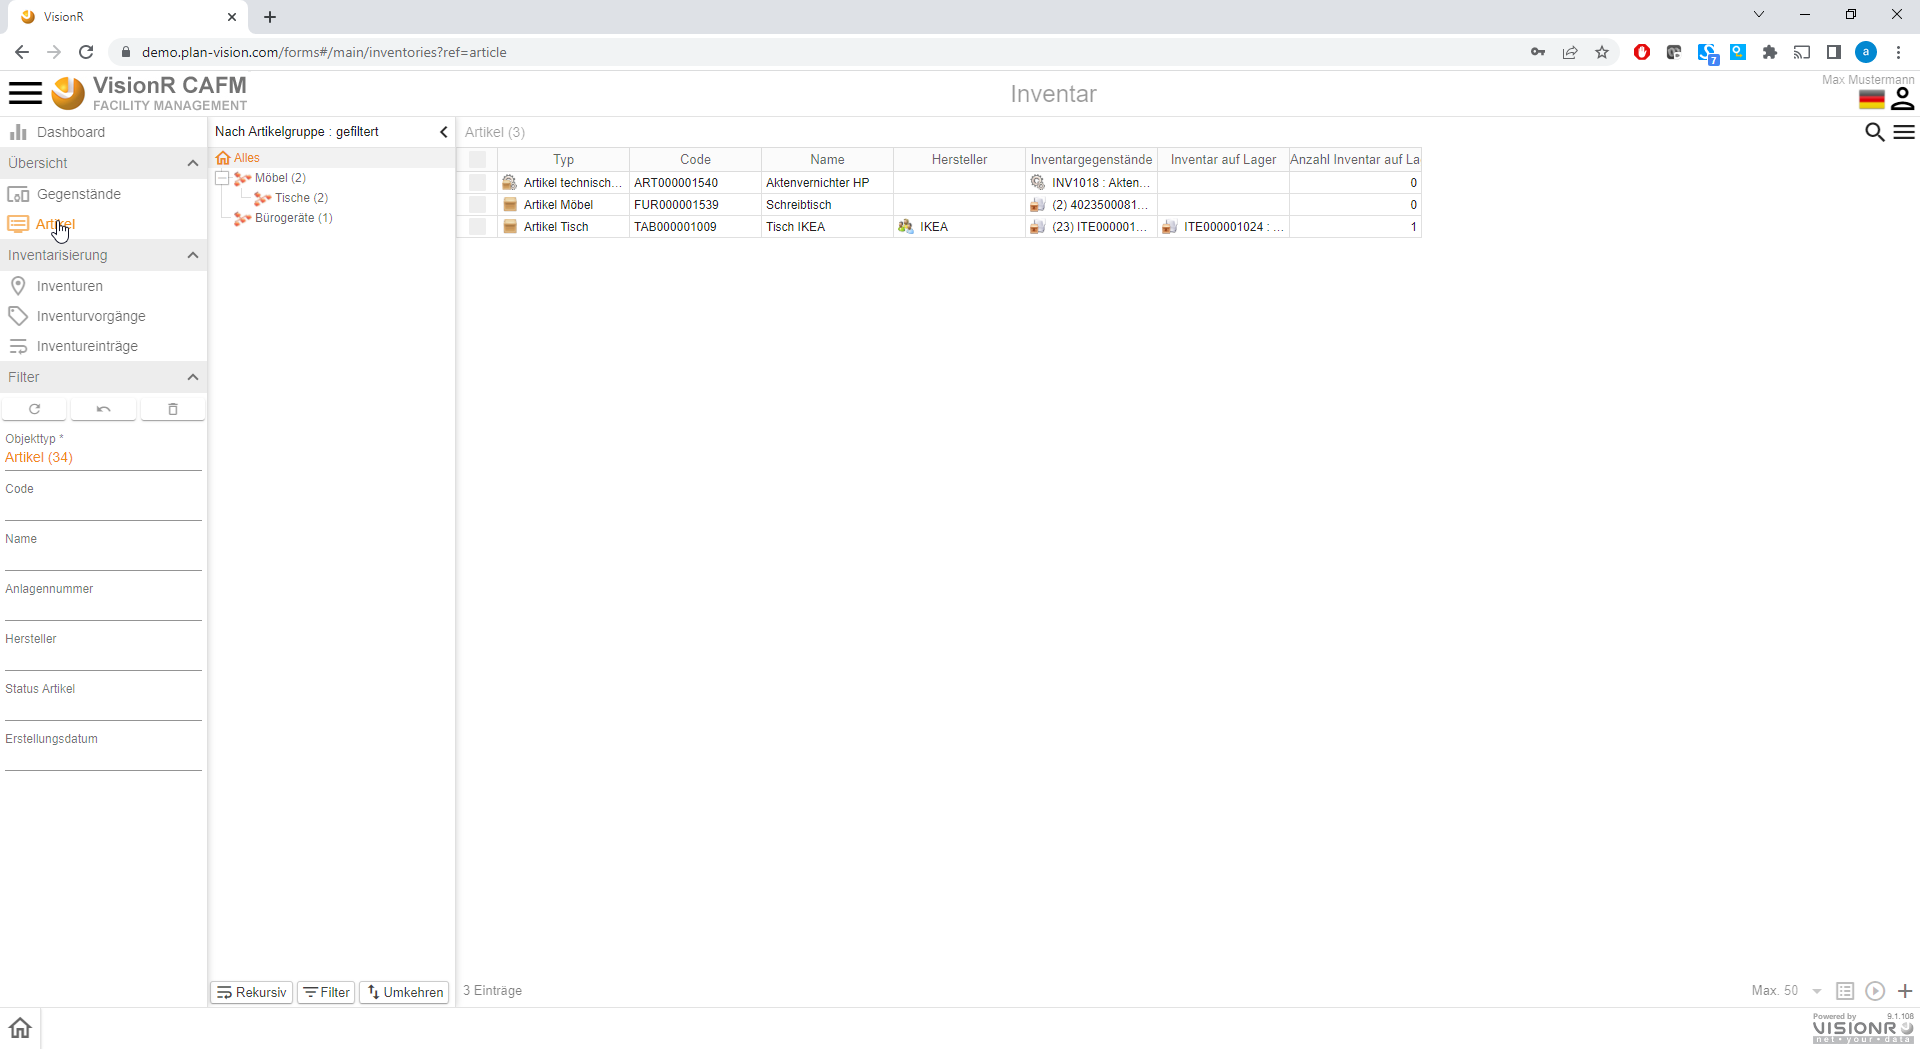 VisionR
demo.plan-vision.com/forms#/main/inventories?ref=article
7
a
VisionR CAFM
FACILITY MANAGEMENT
Inventar
Max Mustermann
Dashboard
Übersicht
Gegenstände
Artikel
Inventarisierung
Inventuren
Inventurvorgänge
Inventureinträge
Filter
Objekttyp *
Artikel (34)
Code
Name
Anlagennummer
Hersteller
Status Artikel
Erstellungsdatum
Nach Artikelgruppe : gefiltert
Alles
Möbel (2)
Tische (2)
Bürogeräte (1)
Rekursiv Filter Umkehren
Artikel (3)
Typ Code Name Hersteller Inventargegenstände Inventar auf Lager Anzahl Inventar auf La
Artikel technisch... ART000001540 Aktenvernichter HP INV1018 : Akten... 0
Artikel Möbel FUR000001539 Schreibtisch (2) 4023500081... 0
Artikel Tisch TAB000001009 Tisch IKEA IKEA (23) ITE000001... ITE000001024 : ... 1
3 Einträge
Max. 50
Powered by 9.1.108
VISIONR
net • your • data